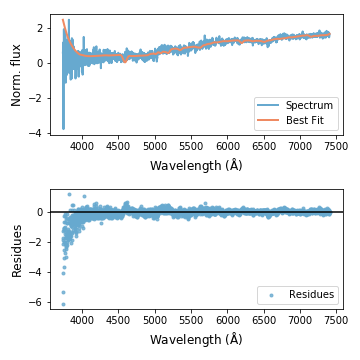 Norm. flux
2
0
−2
−4
Spectrum
Best Fit
4000 4500 5000 5500 6000 6500 7000 7500
Wavelength (Å)
Residues
0
−2
−4
−6
Residues
4000 4500 5000 5500 6000 6500 7000 7500
Wavelength (Å)